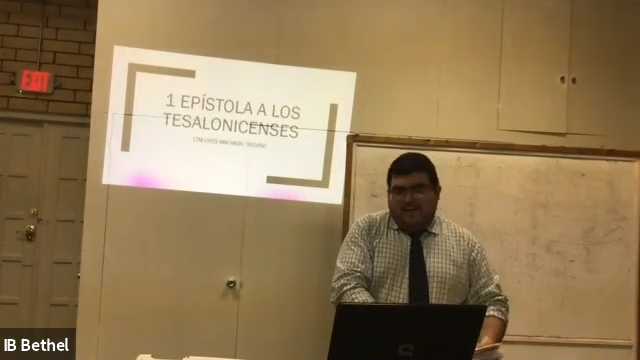 EXIT
1 EPÍSTOLA A LOS
TESALONICENSES
IB Bethel